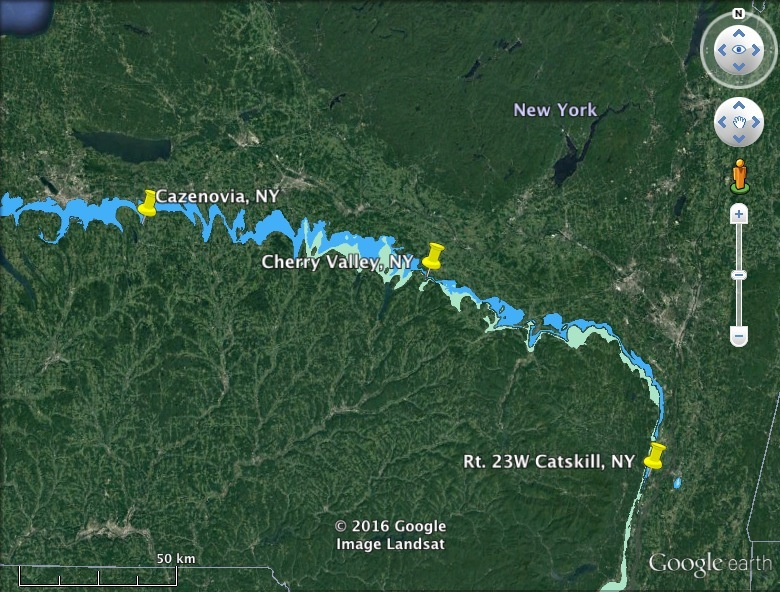 N
New York
Cazenovia, NY
Cherry Valley, NY
Rt. 23W Catskill, NY
© 2016 Google
Image Landsat
50 km
Google earth